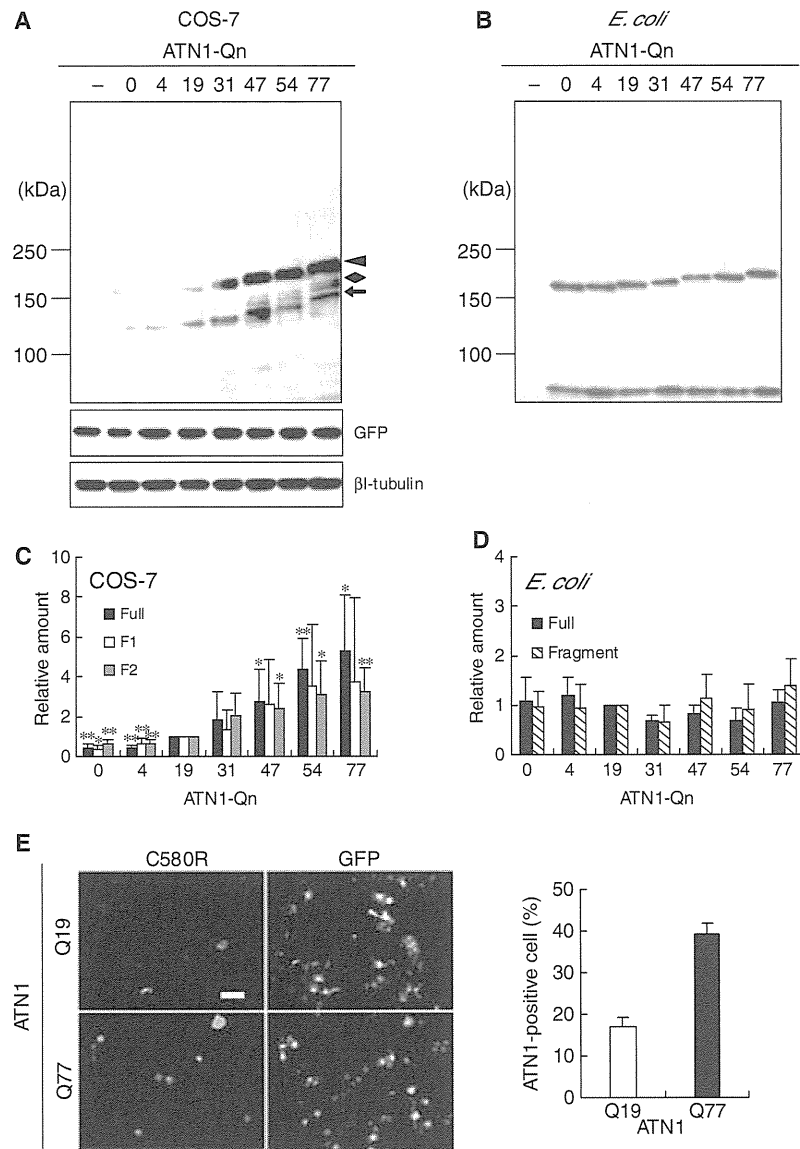 A
COS-7
ATN1-Qn
– 0 4 19 31 47 54 77
(kDa)
250
150
100
GFP
βI-tubulin
B
E. coli
ATN1-Qn
– 0 4 19 31 47 54 77
(kDa)
250
150
100
C
COS-7
Full
F1
F2
Relative amount
10
8
6
4
2
0
** * ** ** ** ** * * ** * * **
0 4 19 31 47 54 77
ATN1-Qn
D
E. coli
Full
Fragment
Relative amount
4
3
2
1
0
0 4 19 31 47 54 77
ATN1-Qn
E
C580R GFP
ATN1
Q19
Q77
ATN1-positive cell (%)
50
40
30
20
10
0
Q19 Q77
ATN1